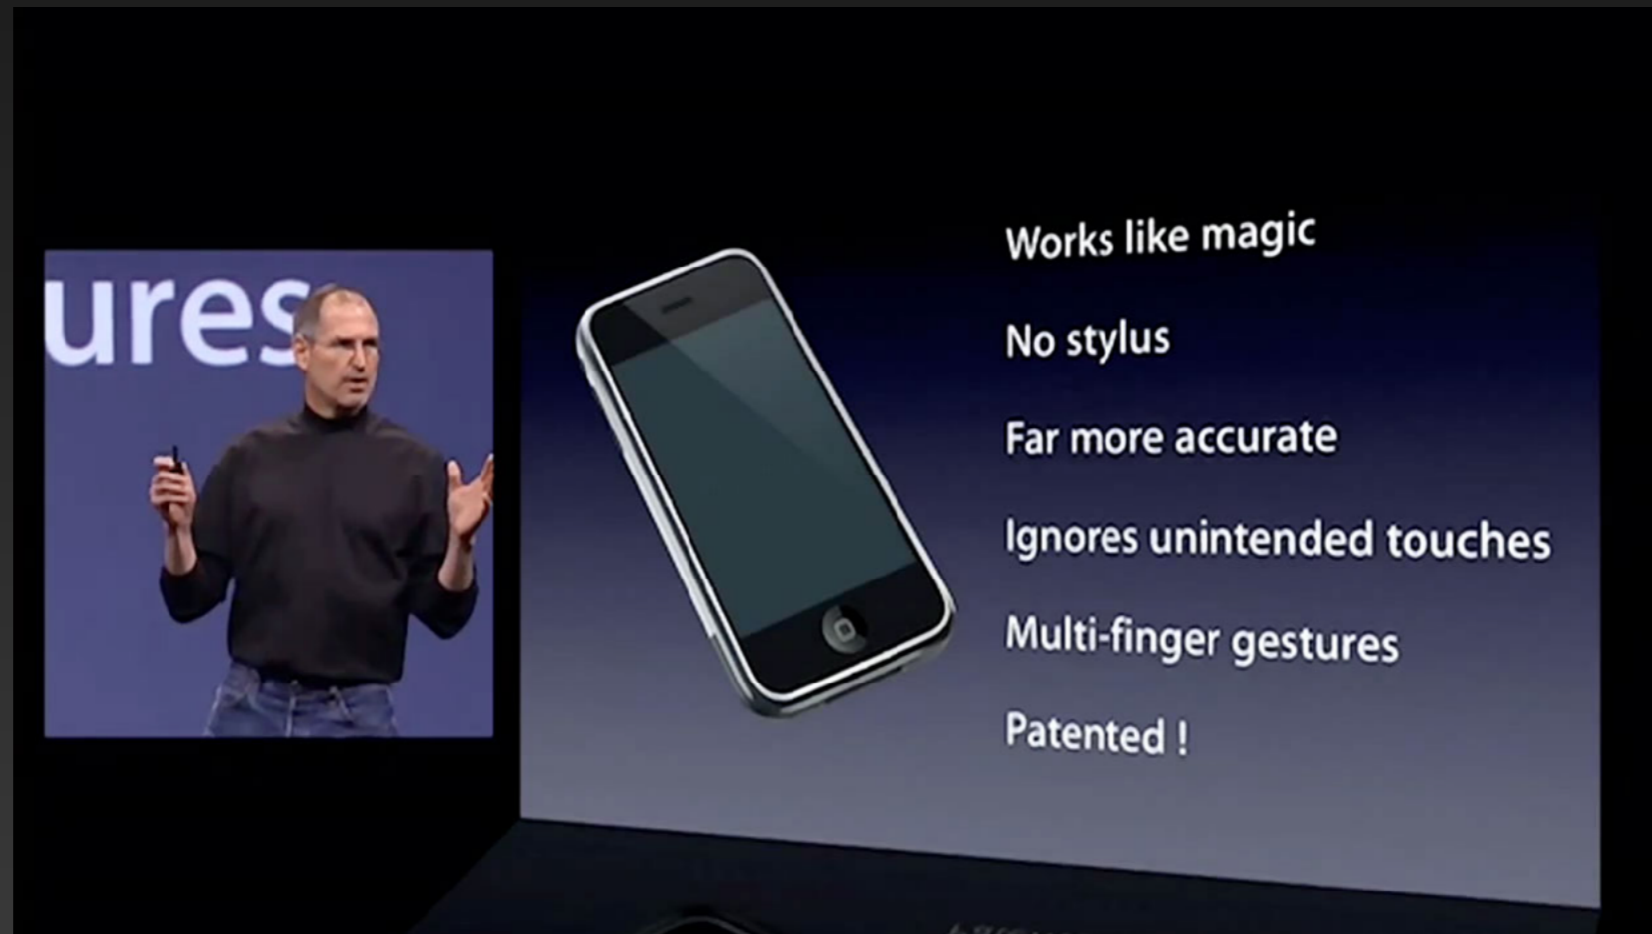 ures
Works like magic
No stylus
Far more accurate
Ignores unintended touches
Multi-finger gestures
Patented !